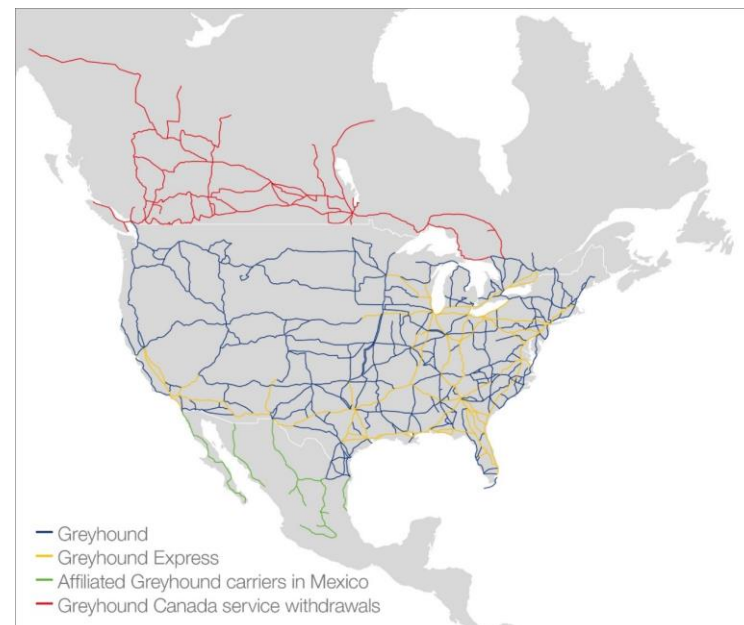 Greyhound
Greyhound Express
Affiliated Greyhound carriers in Mexico
Greyhound Canada service withdrawals